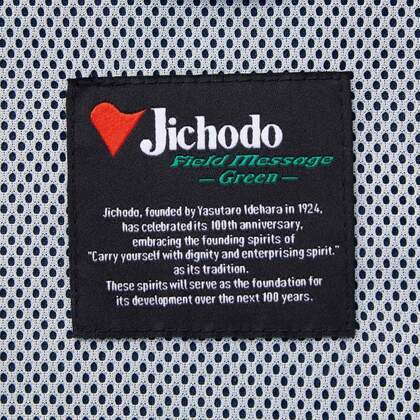 Jichodo
Field Message
— Green —
Jichodo, founded by Yasutaro Idehara in 1924,
has celebrated its 100th anniversary,
embracing the founding spirits of
"Carry yourself with dignity and enterprising spirit."
as its tradition.
These spirits will serve as the foundation for
its development over the next 100 years.